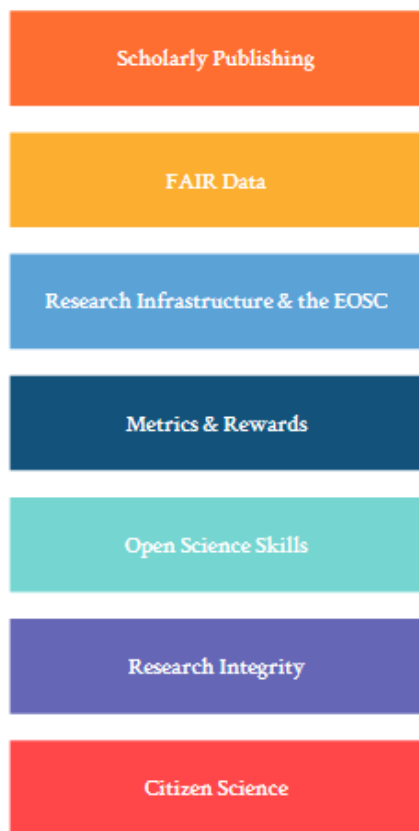 Scholarly Publishing
FAIR Data
Research Infrastructure & the EOSC
Metrics & Rewards
Open Science Skills
Research Integrity
Citizen Science